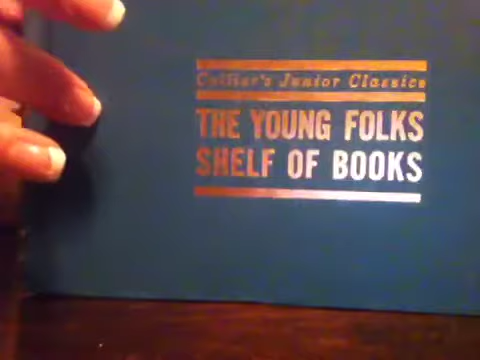 Collier's Junior Classics
THE YOUNG FOLKS
SHELF OF BOOKS